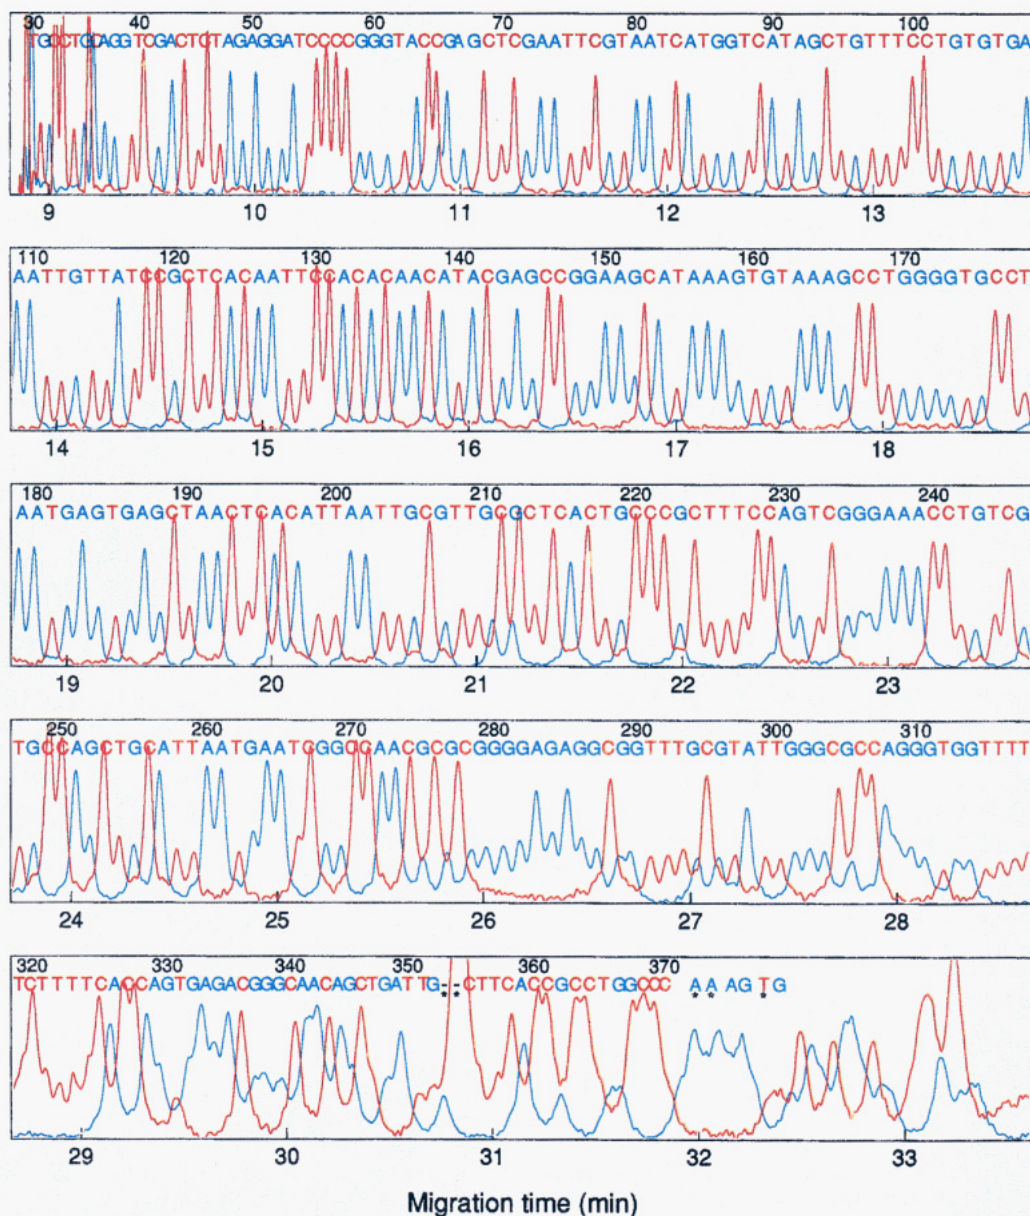 30 40 50 60 70 80 90 100
TGCCTGCAGGTCGACTCTAGAGGATCCCCGGGTACCGAGCTCGAATTCGTAATCATGGTCATAGCTGTTTCCTGTGTGA
9 10 11 12 13
110 120 130 140 150 160 170
AATTGTTATCCGCTCACAATTCCACACAACATACGAGCCGGAAGCATAAAGTGTAAAGCCTGGGGTGCCT
14 15 16 17 18
180 190 200 210 220 230 240
AATGAGTGAGCTAACTCACATTAATTGCGTTGCGCTCACTGCCCGCTTTCCAGTCGGGAAACCTGTCG
19 20 21 22 23
250 260 270 280 290 300 310
TGCCAGCTGCATTAATGAATCGGCCAACGCGCGGGGAGAGGCGGTTTGCGTATTGGGCGCCAGGGTGGTTTT
24 25 26 27 28
320 330 340 350 360 370
TCTTTTCACCAGTGAGACGGGCAACAGCTGATTG--CTTCACCGCCTGGCCC A A AG T G
* * * * *
29 30 31 32 33
Migration time (min)